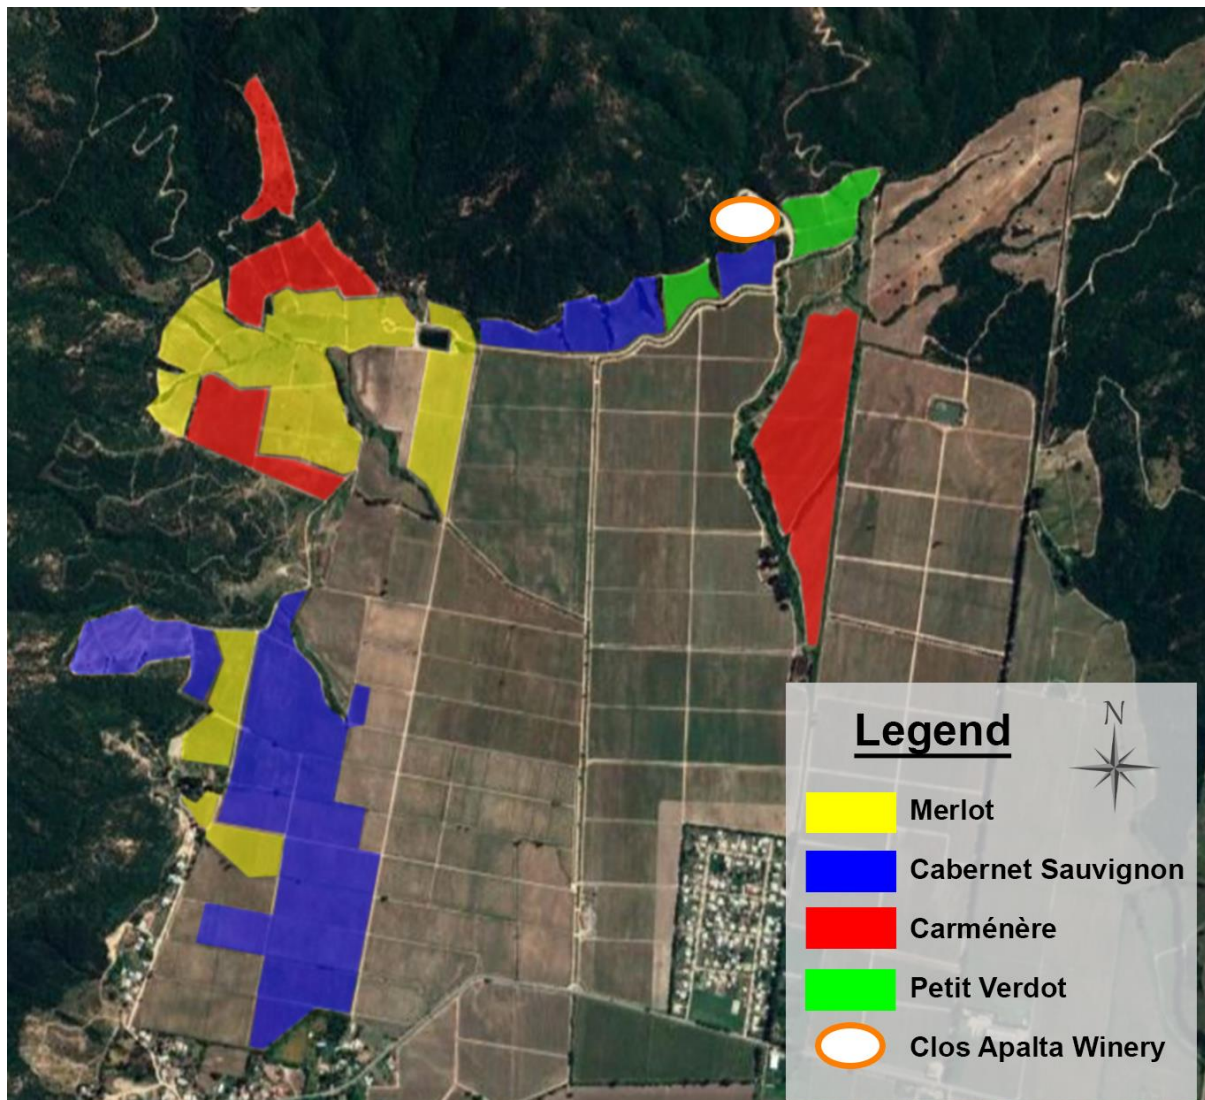 N
Legend
Merlot
Cabernet Sauvignon
Carménère
Petit Verdot
Clos Apalta Winery